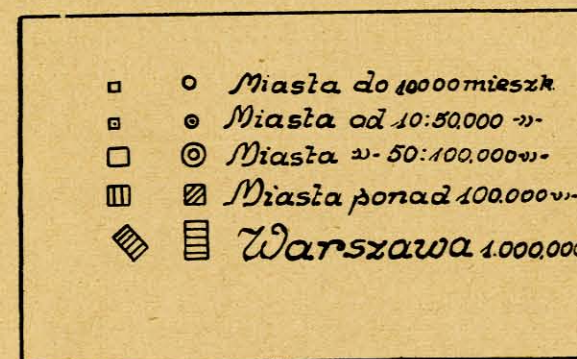 Miasta do 10000 mieszk.
Miasta od 10:50.000 -»-
Miasta »- 50:100.000 »-
Miasta ponad 100.000 »-
Warszawa 1.000.000